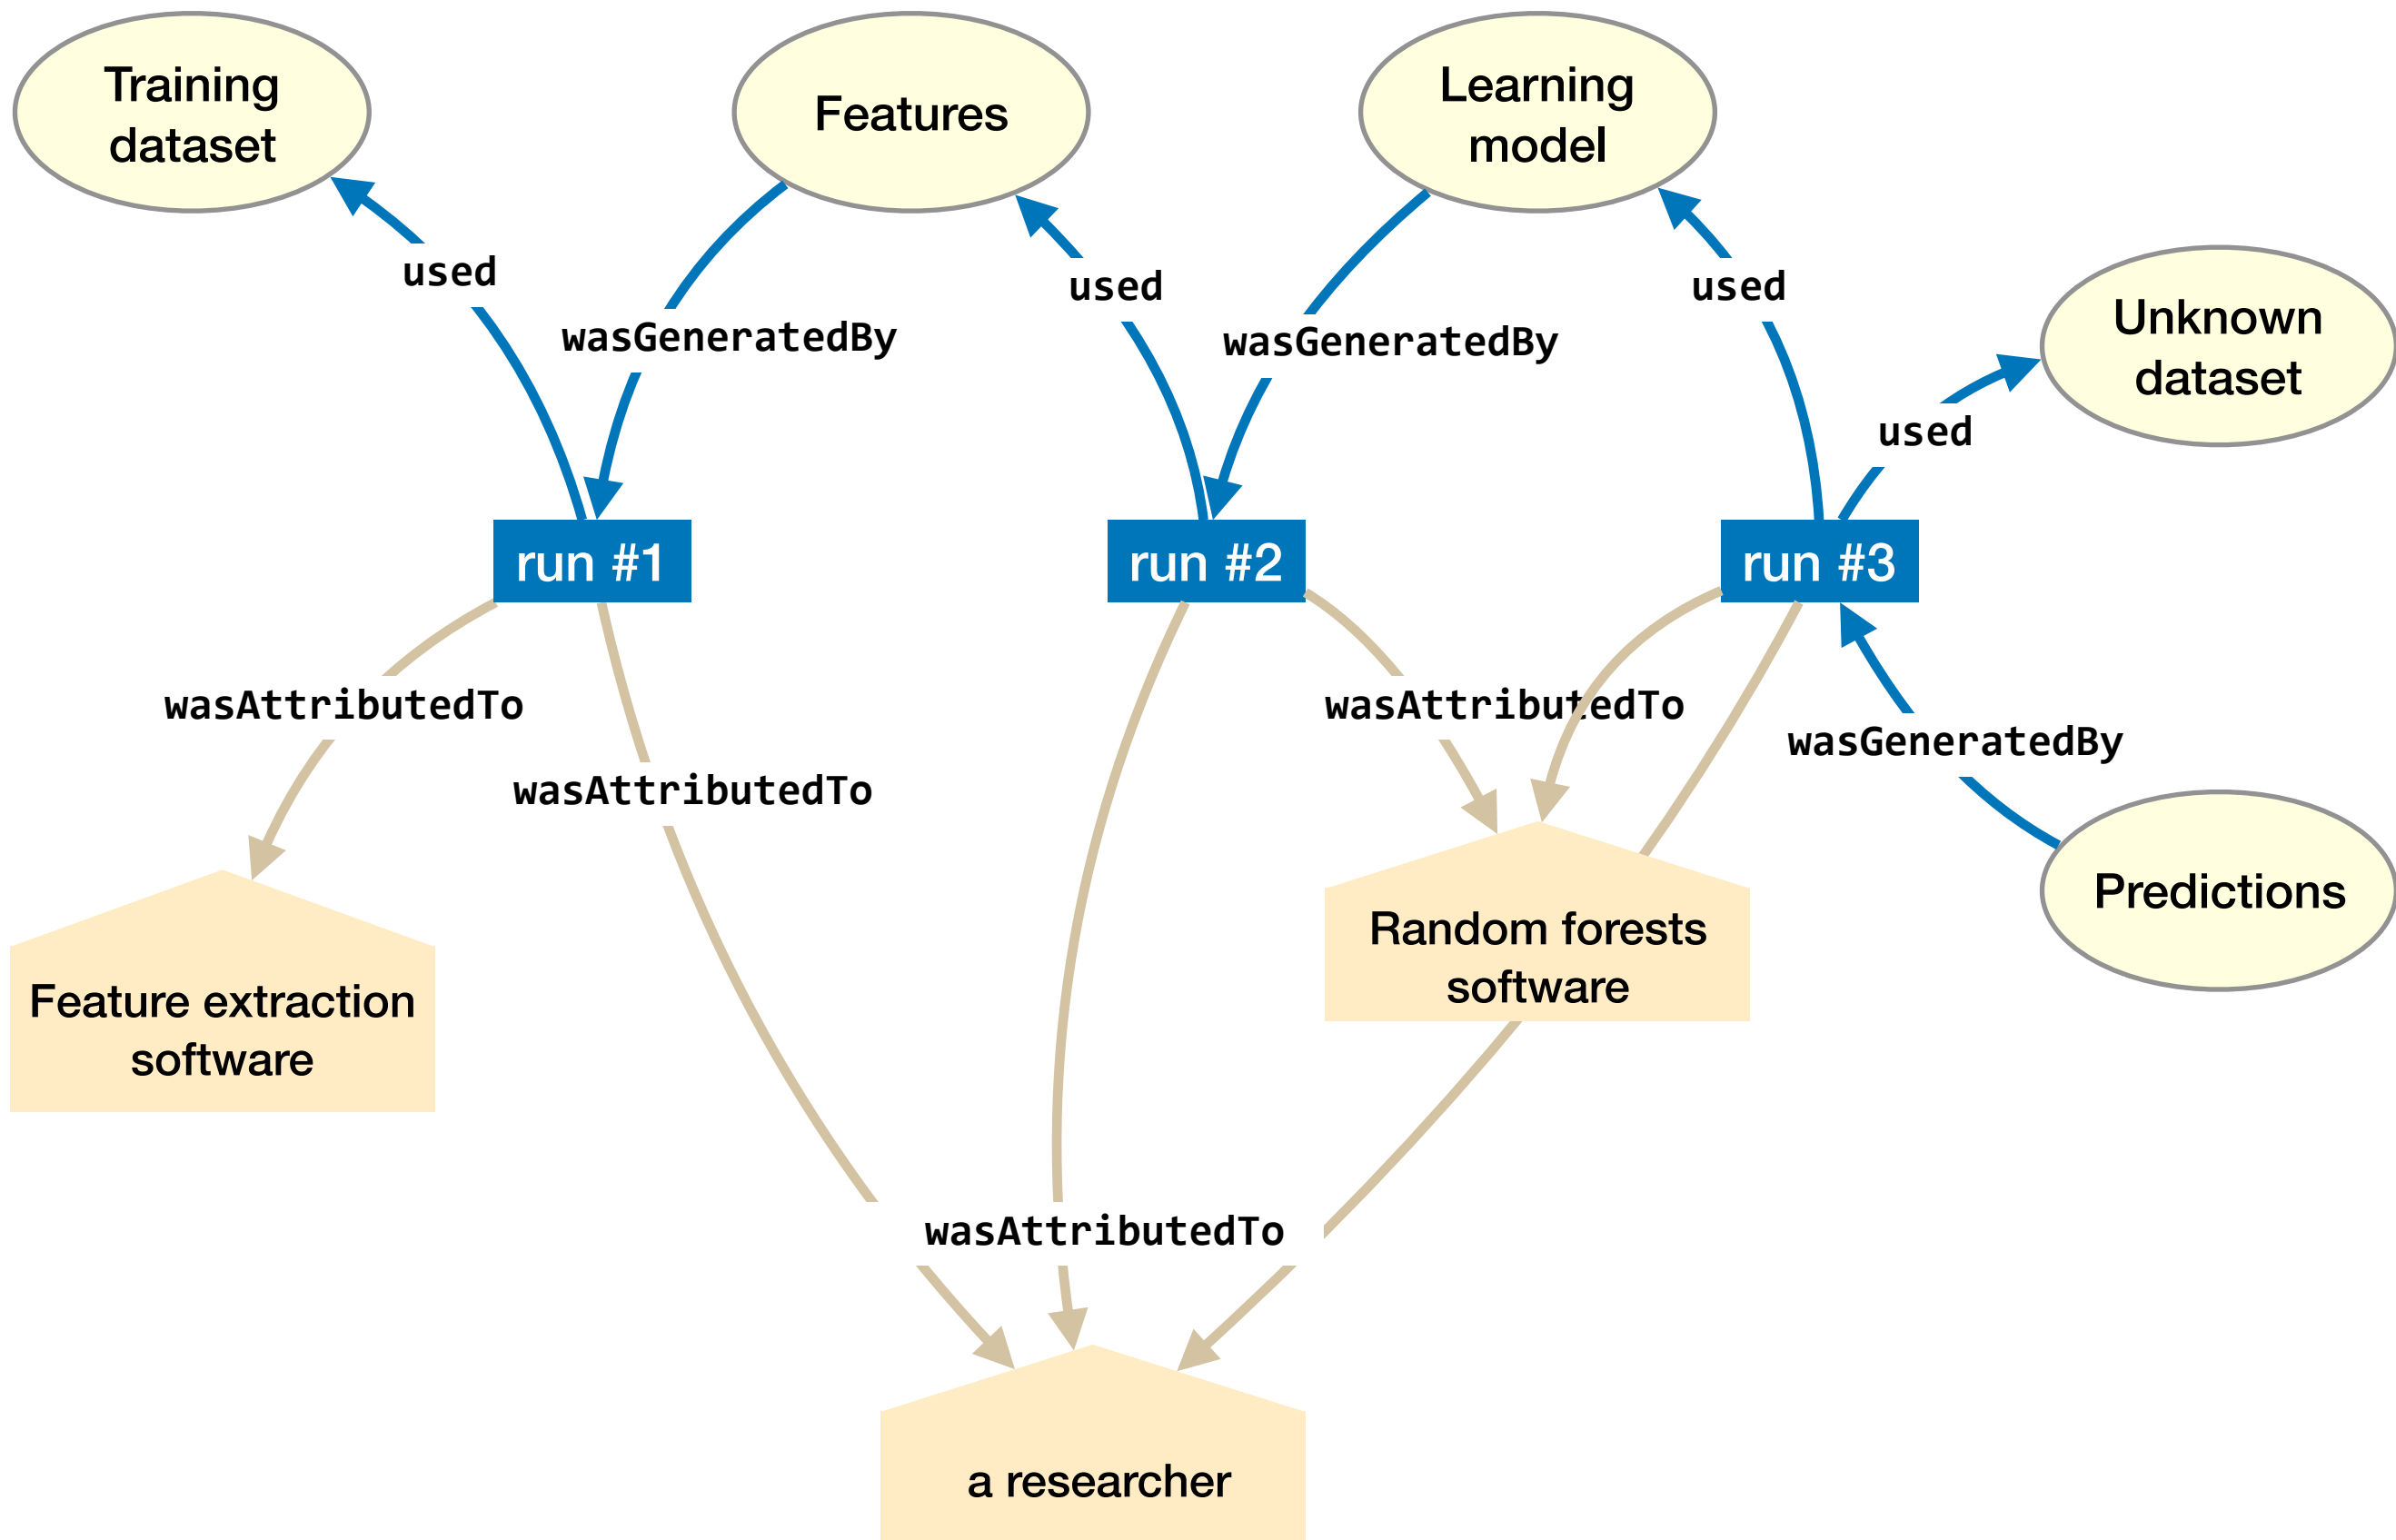 Training
dataset
Features
Learning
model
used
used
used
wasGeneratedBy
wasGeneratedBy
Unknown
dataset
used
run #1
run #2
run #3
wasAttributedTo
wasAttributedTo
wasGeneratedBy
wasAttributedTo
Predictions
Random forests
software
Feature extraction
software
wasAttributedTo
a researcher